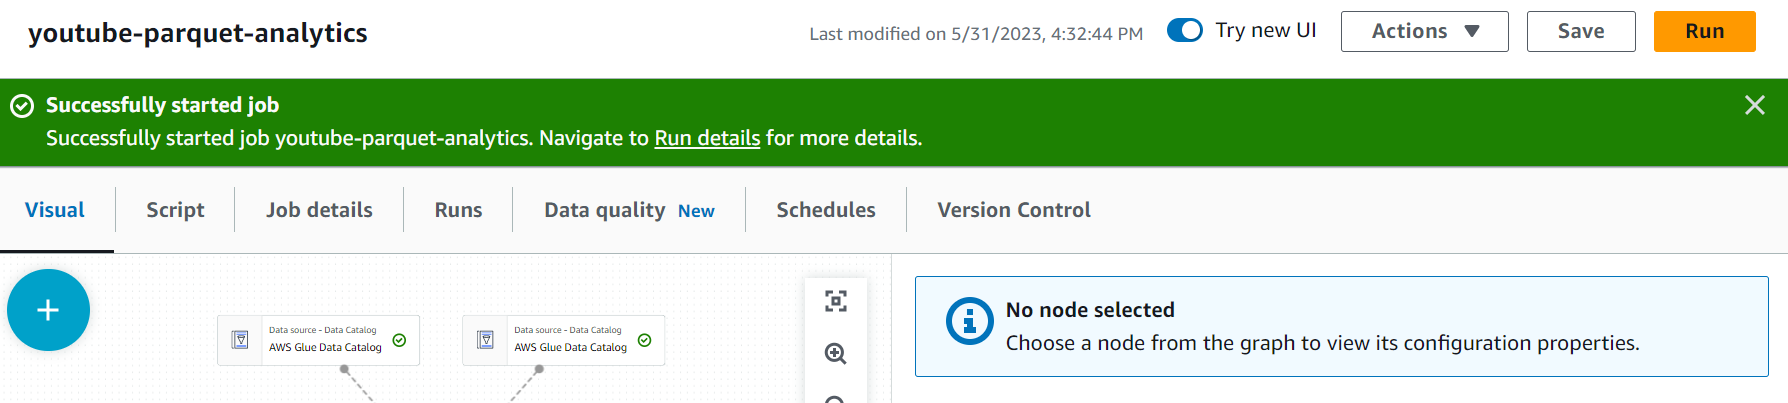 youtube-parquet-analytics
Last modified on 5/31/2023, 4:32:44 PM
Try new UI
Actions
Save
Run
Successfully started job
Successfully started job youtube-parquet-analytics. Navigate to Run details for more details.
Visual
Script
Job details
Runs
Data quality New
Schedules
Version Control
Data source - Data Catalog
AWS Glue Data Catalog
Data source - Data Catalog
AWS Glue Data Catalog
No node selected
Choose a node from the graph to view its configuration properties.